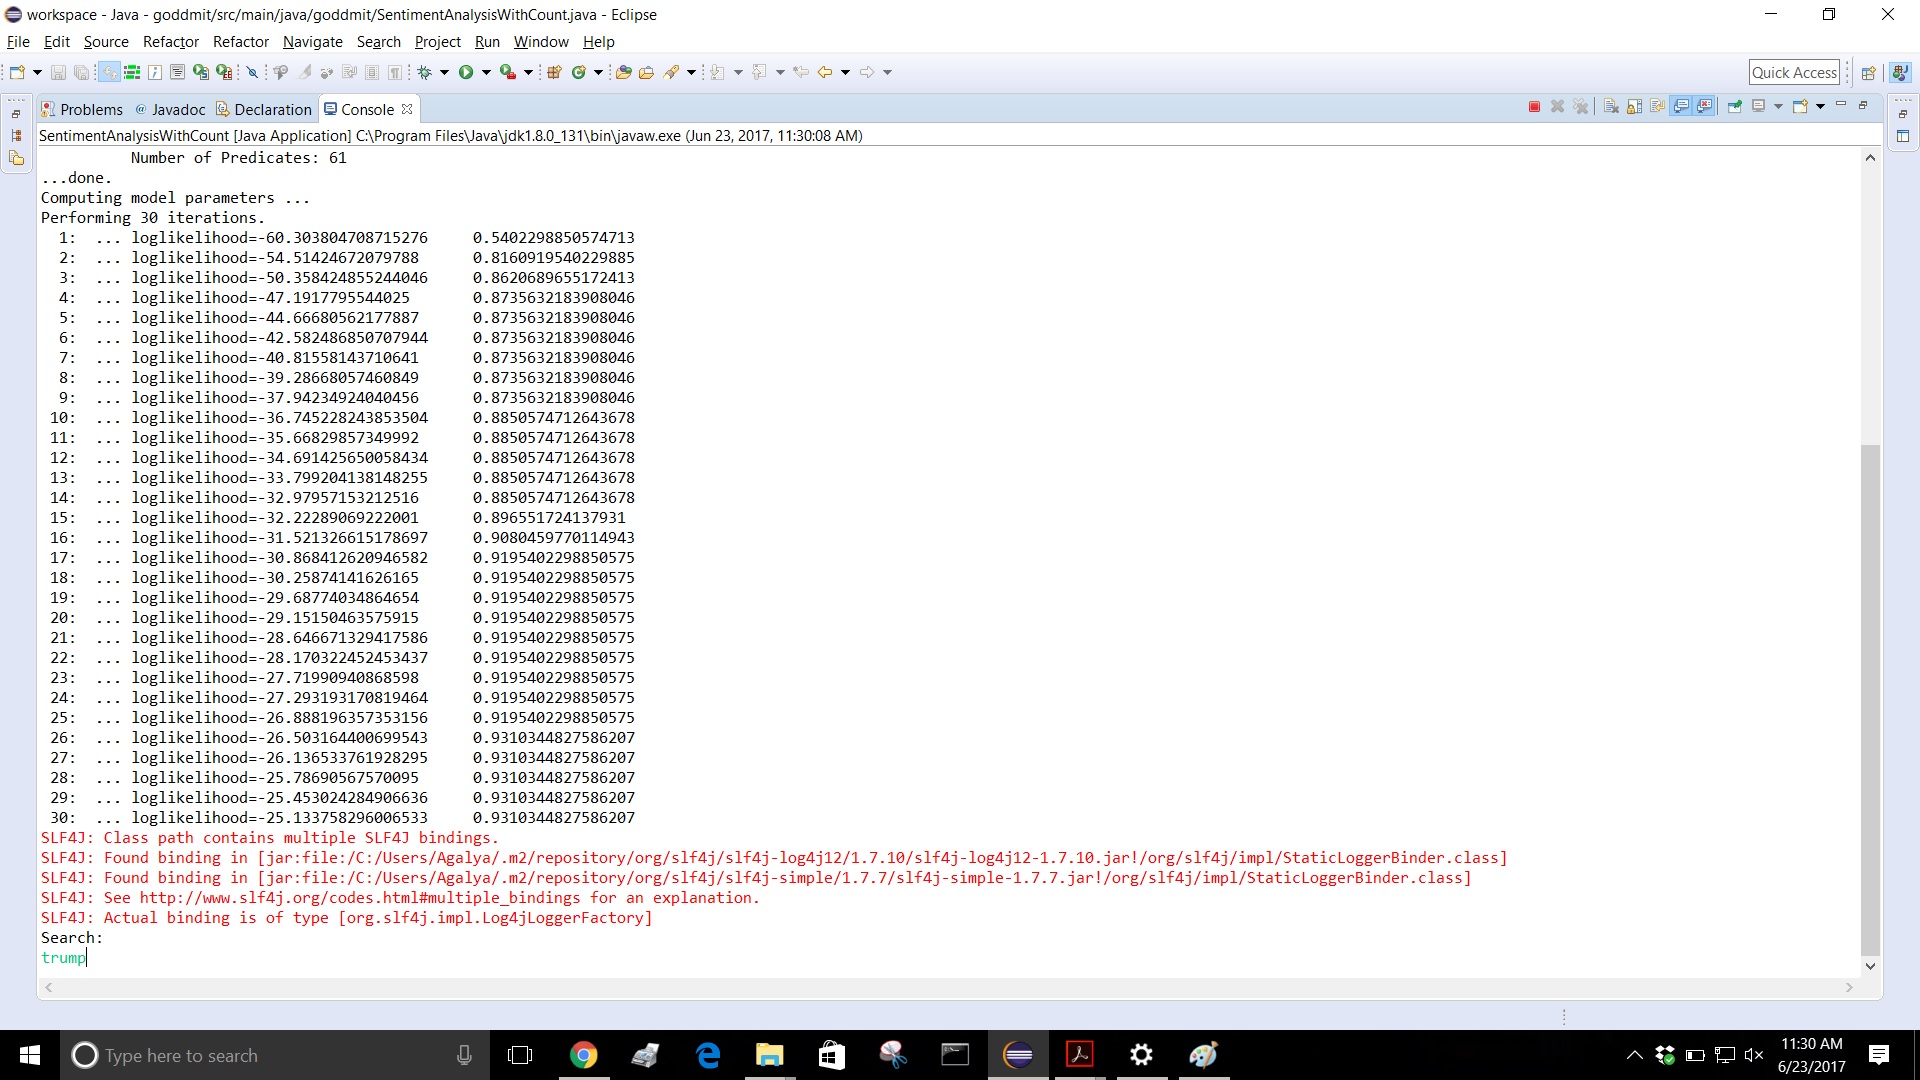 workspace - Java - goddmit/src/main/java/goddmit/SentimentAnalysisWithCount.java - Eclipse
File Edit Source Refactor Refactor Navigate Search Project Run Window Help
Quick Access
Problems @ Javadoc Declaration Console
SentimentAnalysisWithCount [Java Application] C:\Program Files\Java\jdk1.8.0_131\bin\javaw.exe (Jun 23, 2017, 11:30:08 AM)
Number of Predicates: 61
...done.
Computing model parameters ...
Performing 30 iterations.
1: ... loglikelihood=-60.303804708715276 0.5402298850574713
2: ... loglikelihood=-54.51424672079788 0.8160919540229885
3: ... loglikelihood=-50.358424855244046 0.8620689655172413
4: ... loglikelihood=-47.1917795544025 0.8735632183908046
5: ... loglikelihood=-44.66680562177887 0.8735632183908046
6: ... loglikelihood=-42.582486850707944 0.8735632183908046
7: ... loglikelihood=-40.81558143710641 0.8735632183908046
8: ... loglikelihood=-39.28668057460849 0.8735632183908046
9: ... loglikelihood=-37.94234924040456 0.8735632183908046
10: ... loglikelihood=-36.745228243853504 0.8850574712643678
11: ... loglikelihood=-35.66829857349992 0.8850574712643678
12: ... loglikelihood=-34.691425650058434 0.8850574712643678
13: ... loglikelihood=-33.799204138148255 0.8850574712643678
14: ... loglikelihood=-32.97957153212516 0.8850574712643678
15: ... loglikelihood=-32.22289069222001 0.896551724137931
16: ... loglikelihood=-31.521326615178697 0.9080459770114943
17: ... loglikelihood=-30.868412620946582 0.9195402298850575
18: ... loglikelihood=-30.25874141626165 0.9195402298850575
19: ... loglikelihood=-29.68774034864654 0.9195402298850575
20: ... loglikelihood=-29.15150463575915 0.9195402298850575
21: ... loglikelihood=-28.646671329417586 0.9195402298850575
22: ... loglikelihood=-28.170322452453437 0.9195402298850575
23: ... loglikelihood=-27.71990940868598 0.9195402298850575
24: ... loglikelihood=-27.293193170819464 0.9195402298850575
25: ... loglikelihood=-26.888196357353156 0.9195402298850575
26: ... loglikelihood=-26.503164400699543 0.9310344827586207
27: ... loglikelihood=-26.136533761928295 0.9310344827586207
28: ... loglikelihood=-25.78690567570095 0.9310344827586207
29: ... loglikelihood=-25.453024284906636 0.9310344827586207
30: ... loglikelihood=-25.133758296006533 0.9310344827586207
SLF4J: Class path contains multiple SLF4J bindings.
SLF4J: Found binding in [jar:file:/C:/Users/Agalya/.m2/repository/org/slf4j/slf4j-log4j12/1.7.10/slf4j-log4j12-1.7.10.jar!/org/slf4j/impl/StaticLoggerBinder.class]
SLF4J: Found binding in [jar:file:/C:/Users/Agalya/.m2/repository/org/slf4j/slf4j-simple/1.7.7/slf4j-simple-1.7.7.jar!/org/slf4j/impl/StaticLoggerBinder.class]
SLF4J: See http://www.slf4j.org/codes.html#multiple_bindings for an explanation.
SLF4J: Actual binding is of type [org.slf4j.impl.Log4jLoggerFactory]
Search:
trump
Type here to search
11:30 AM
6/23/2017